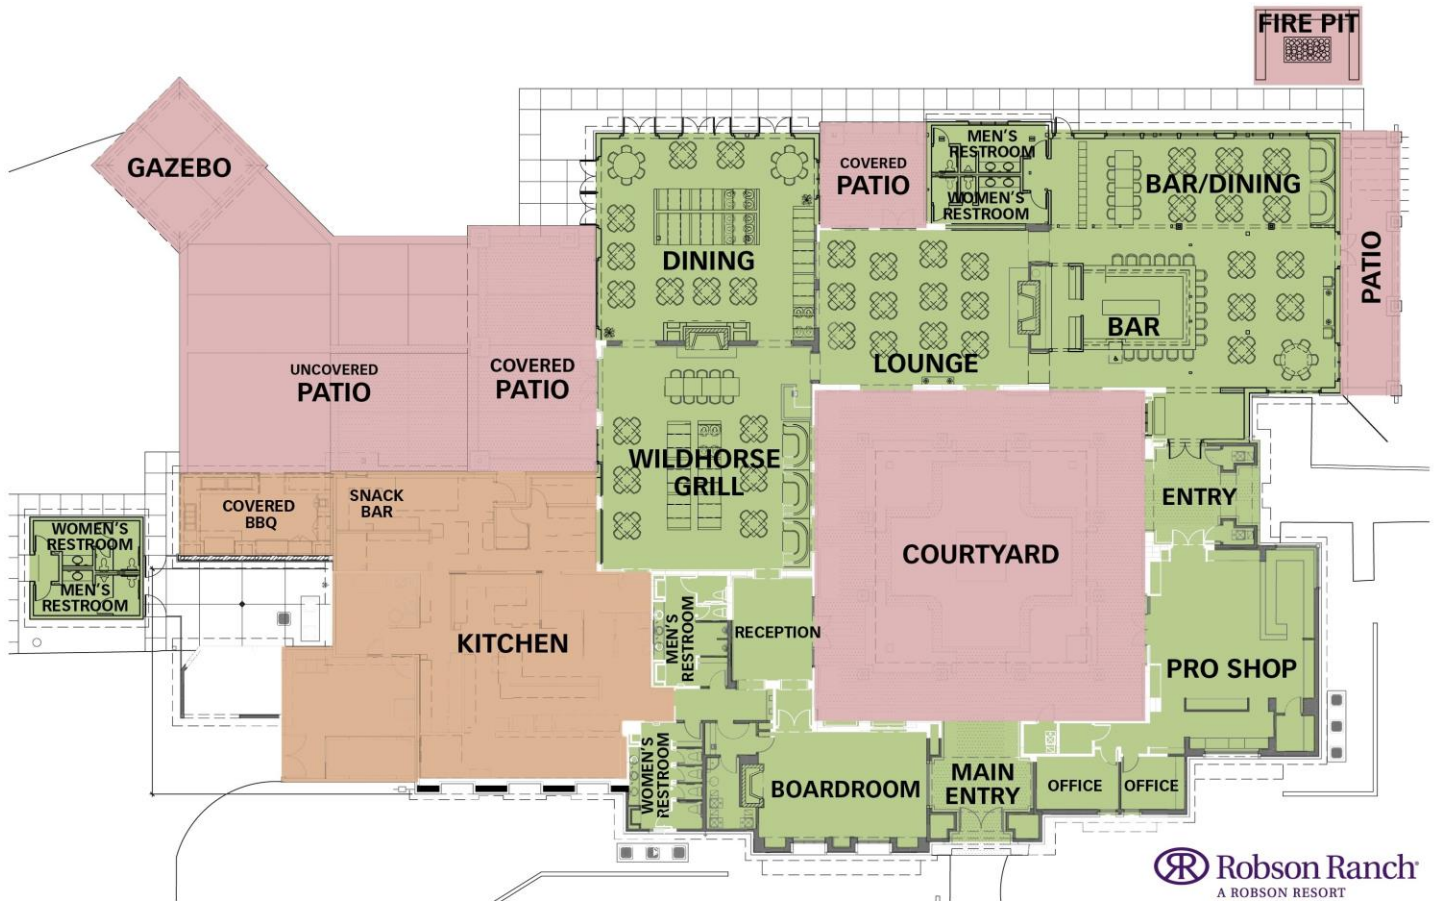 FIRE PIT
GAZEBO
COVERED
PATIO
MEN'S
RESTROOM
WOMEN'S
RESTROOM
BAR/DINING
DINING
PATIO
BAR
LOUNGE
UNCOVERED
PATIO
COVERED
PATIO
WILDHORSE
GRILL
COVERED
BBQ
SNACK
BAR
ENTRY
WOMEN'S
RESTROOM
MEN'S
RESTROOM
COURTYARD
KITCHEN
MEN'S
RESTROOM
RECEPTION
PRO SHOP
WOMEN'S
RESTROOM
BOARDROOM
MAIN
ENTRY
OFFICE
OFFICE
RR Robson Ranch
A ROBSON RESORT